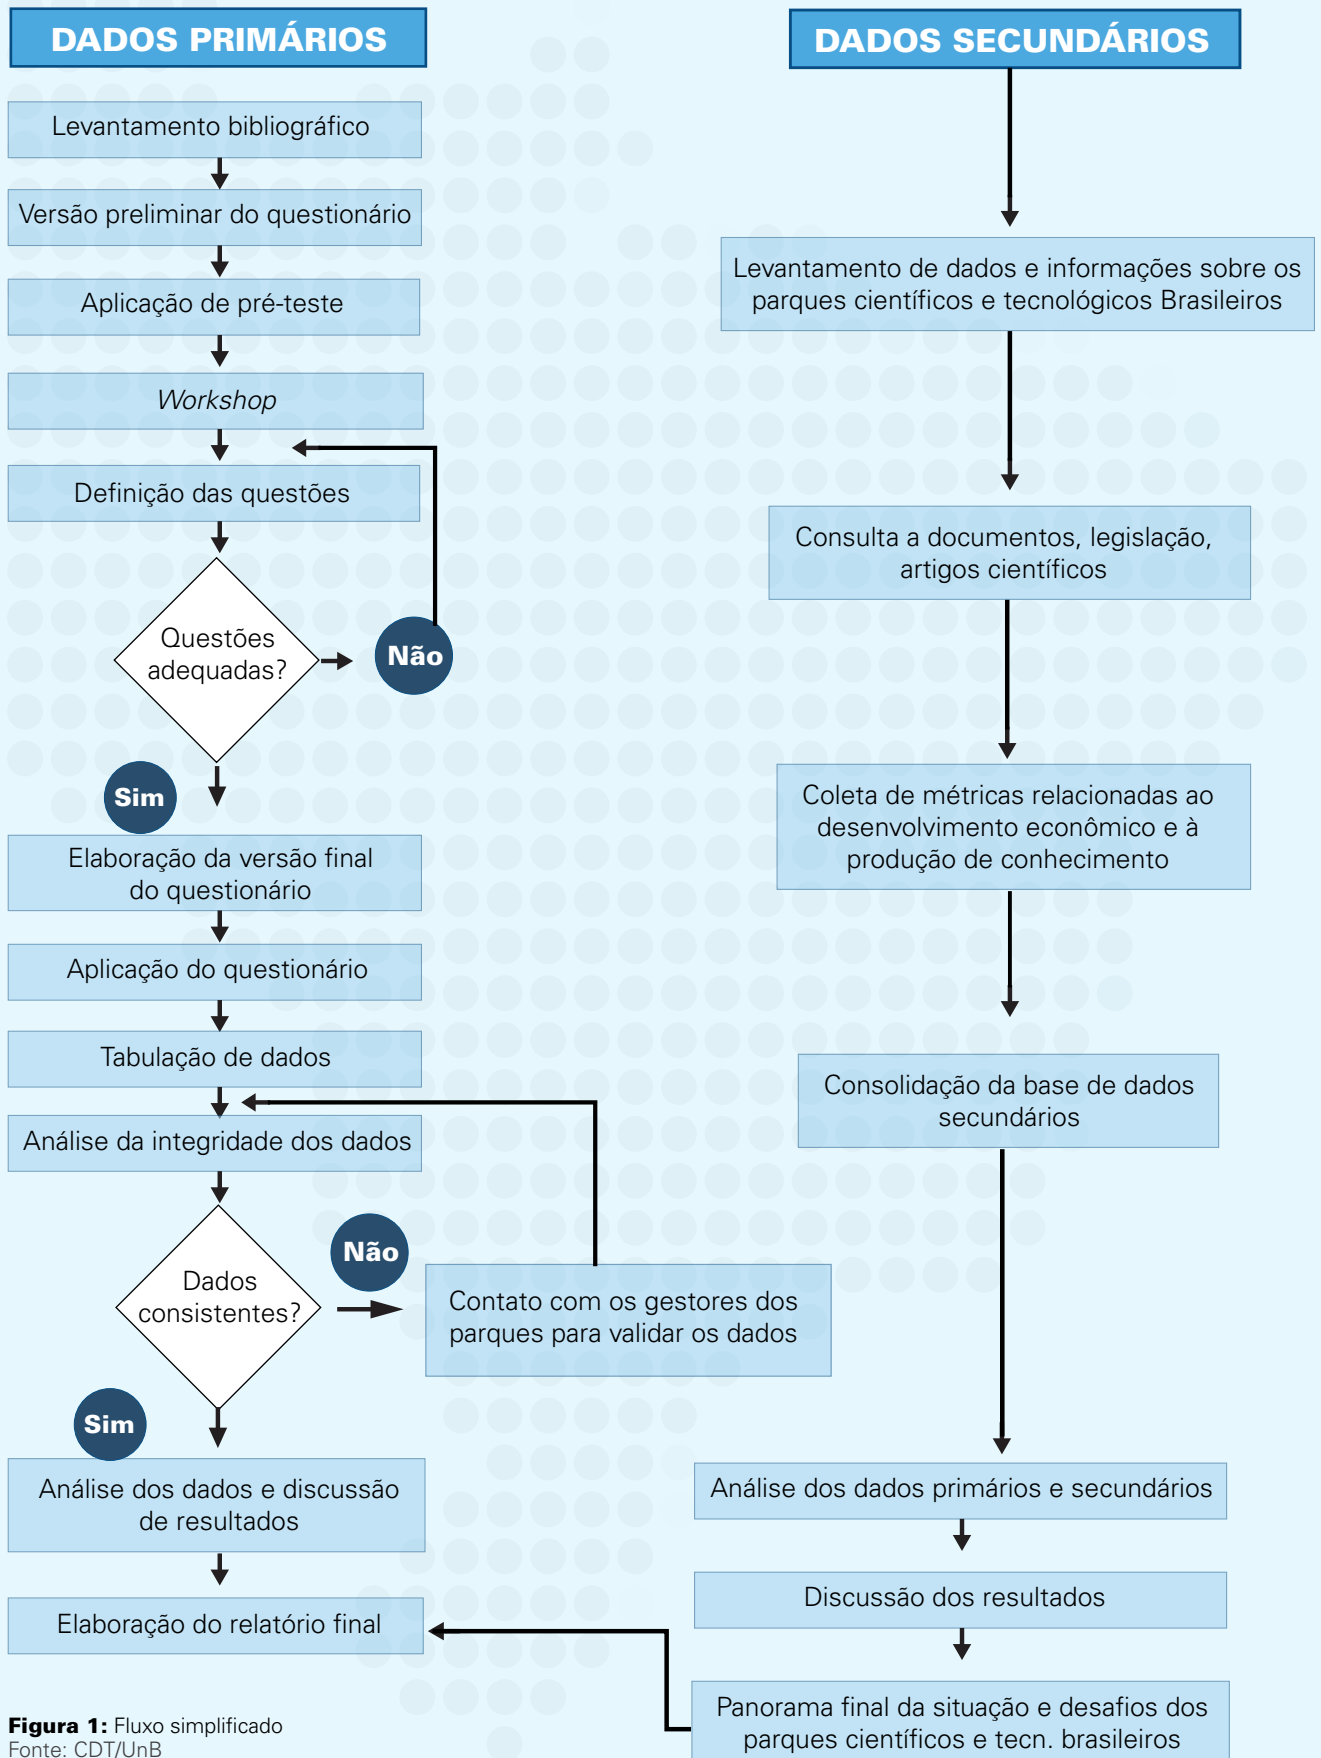 DADOS PRIMÁRIOS
Levantamento bibliográfico
Versão preliminar do questionário
Aplicação de pré-teste
Workshop
Definição das questões
Questões
adequadas?
Não
Sim
Elaboração da versão final
do questionário
Aplicação do questionário
Tabulação de dados
Análise da integridade dos dados
Dados
consistentes?
Não
Contato com os gestores dos
parques para validar os dados
Sim
Análise dos dados e discussão
de resultados
Elaboração do relatório final
DADOS SECUNDÁRIOS
Levantamento de dados e informações sobre os
parques científicos e tecnológicos Brasileiros
Consulta a documentos, legislação,
artigos científicos
Coleta de métricas relacionadas ao
desenvolvimento econômico e à
produção de conhecimento
Consolidação da base de dados
secundários
Análise dos dados primários e secundários
Discussão dos resultados
Panorama final da situação e desafios dos
parques científicos e tecn. brasileiros
Figura 1: Fluxo simplificado
Fonte: CDT/UnB